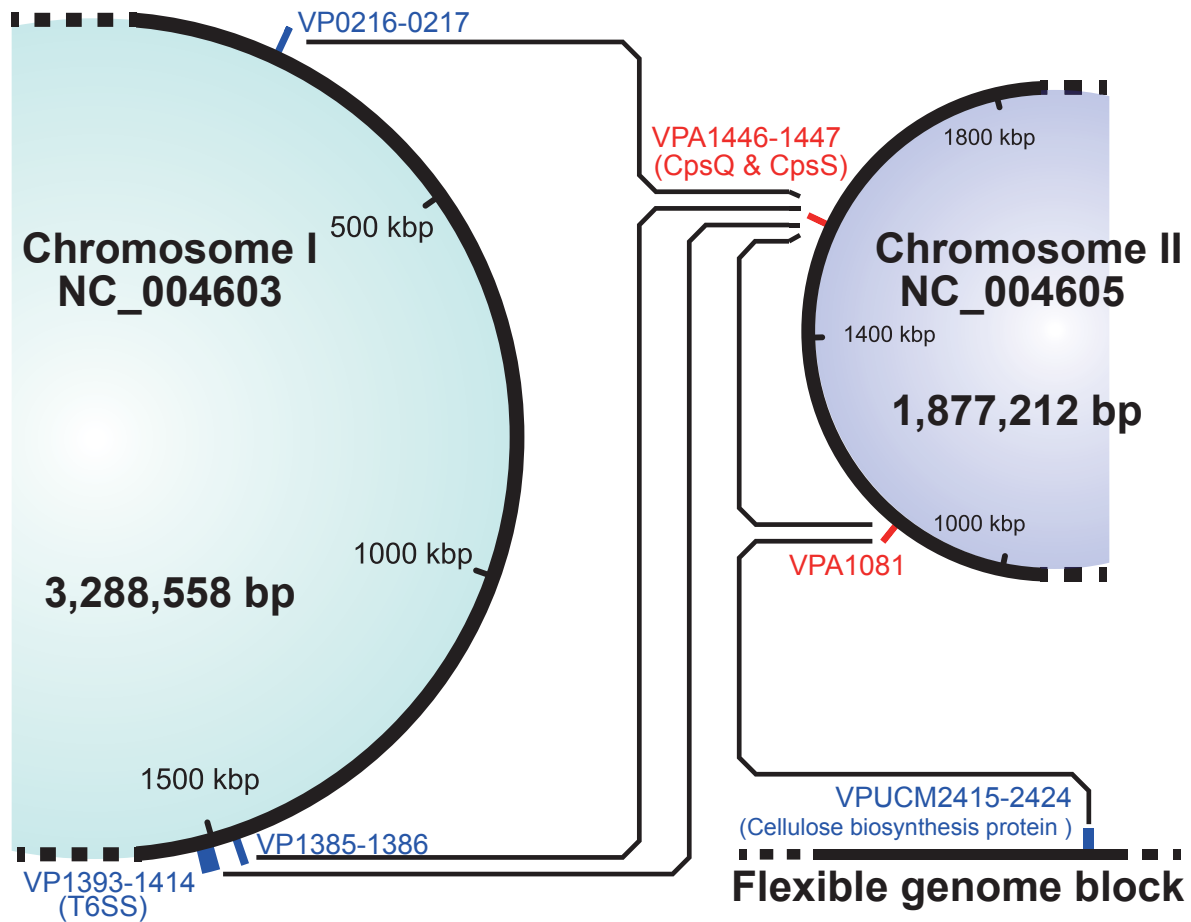 VP0216-0217
VPA1446-1447
(CpsQ & CpsS)
1800 kbp
500 kbp
Chromosome I
NC_004603
Chromosome II
NC_004605
1400 kbp
1,877,212 bp
1000 kbp
1000 kbp
VPA1081
3,288,558 bp
1500 kbp
VPUCM2415-2424
(Cellulose biosynthesis protein )
VP1385-1386
VP1393-1414
(T6SS)
Flexible genome block